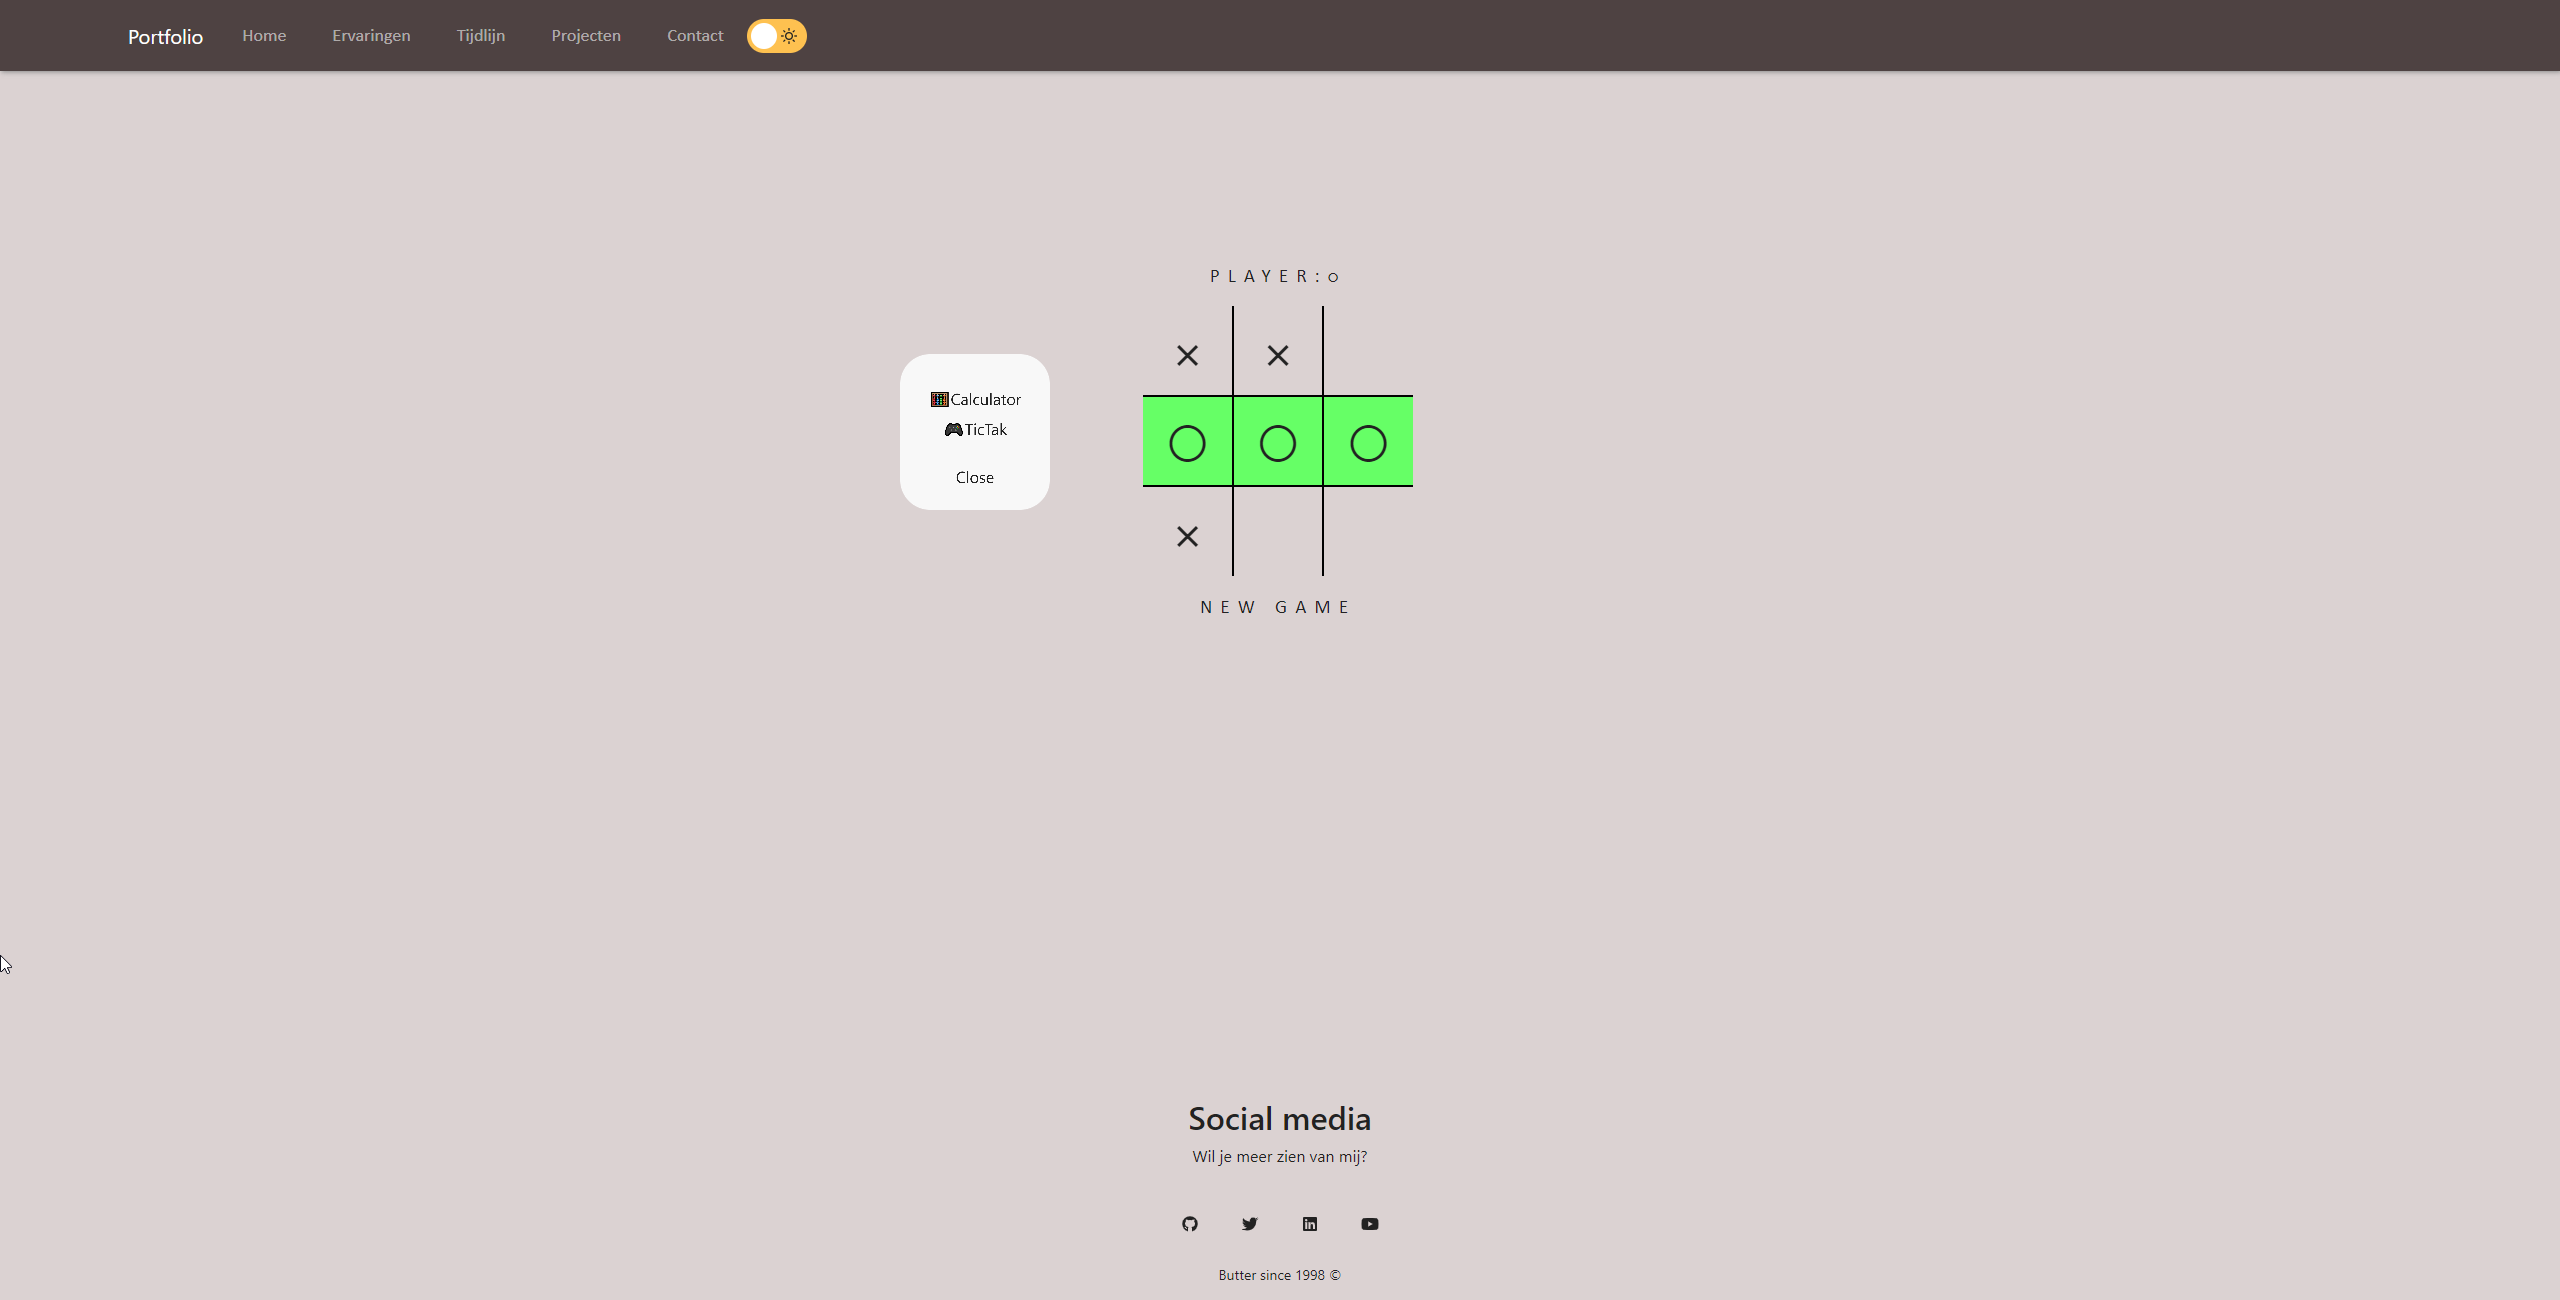 Portfolio Home Ervaringen Tijdlijn Projecten Contact
PLAYER:o
Calculator
TicTak
Close
NEW GAME
Social media
Wil je meer zien van mij?
Butter since 1998 ©